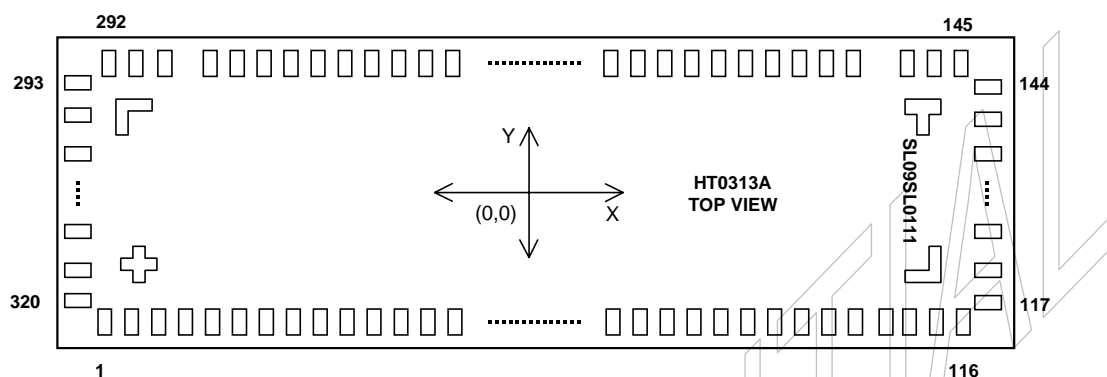 292
145
293
144
Y
HT0313A
TOP VIEW
(0,0)
X
SL09SL0111
320
117
1
116